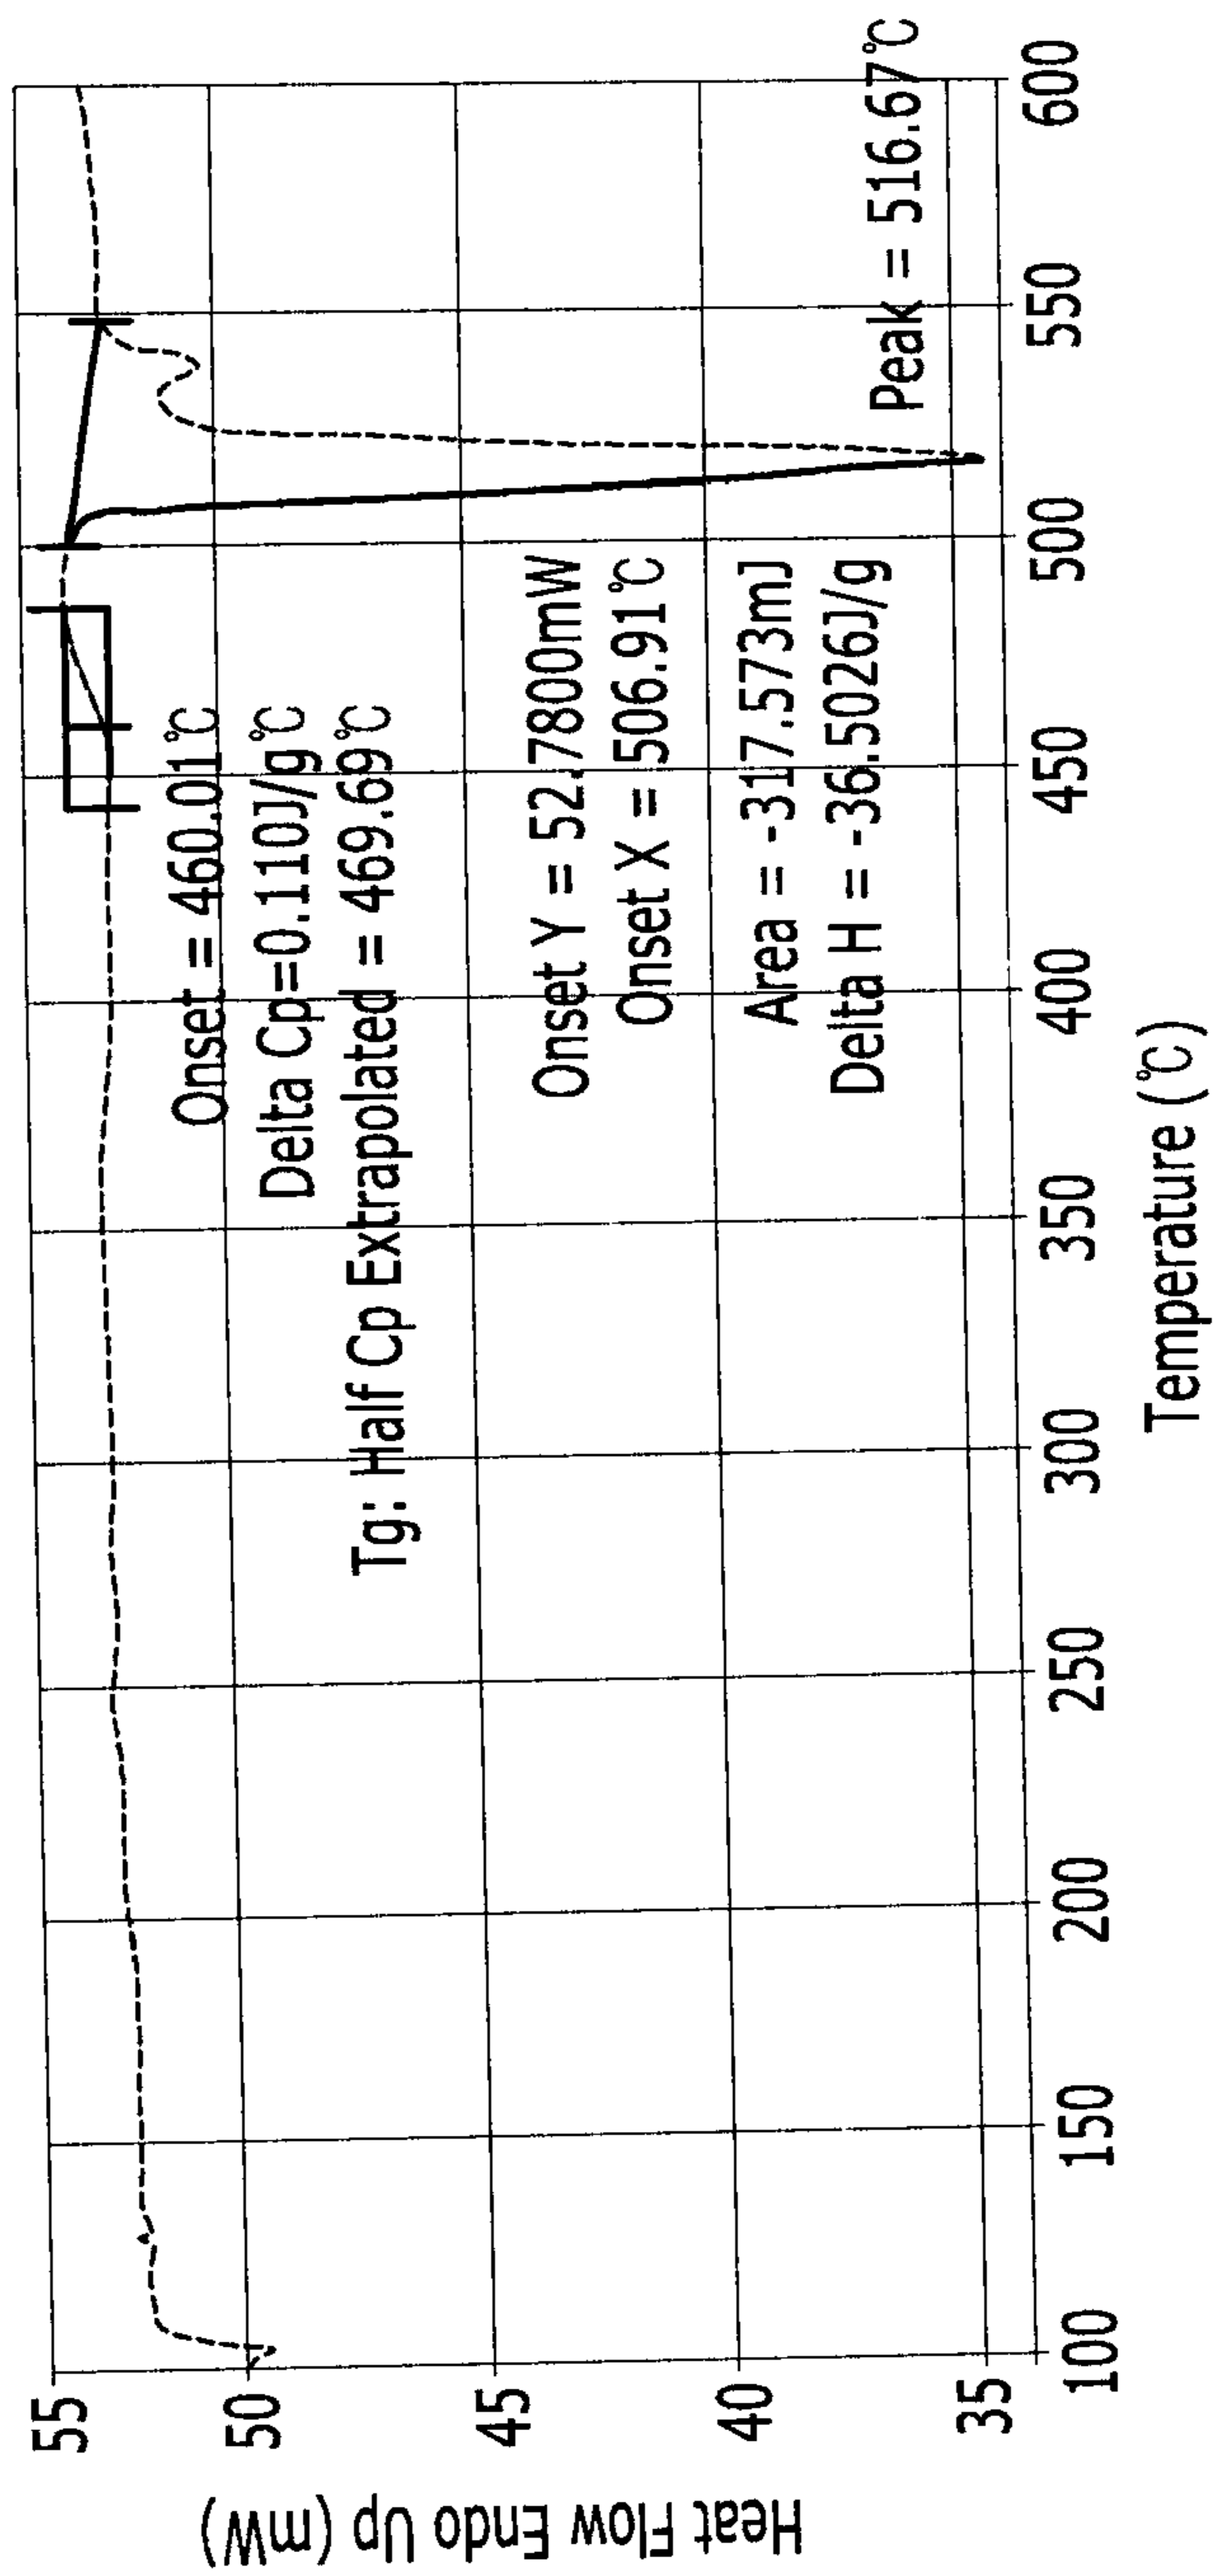 Heat Flow Endo Up (mW)
55
50
45
40
35
Onset = 460.01℃
Delta Cp=0.110J/g℃
Tg: Half Cp Extrapolated = 469.69℃
Onset Y = 52.7800mW
Onset X = 506.91℃
Area = -317.573mJ
Delta H = -36.5026J/g
Peak = 516.67℃
100
150
200
250
300
350
400
450
500
550
600
Temperature (℃)